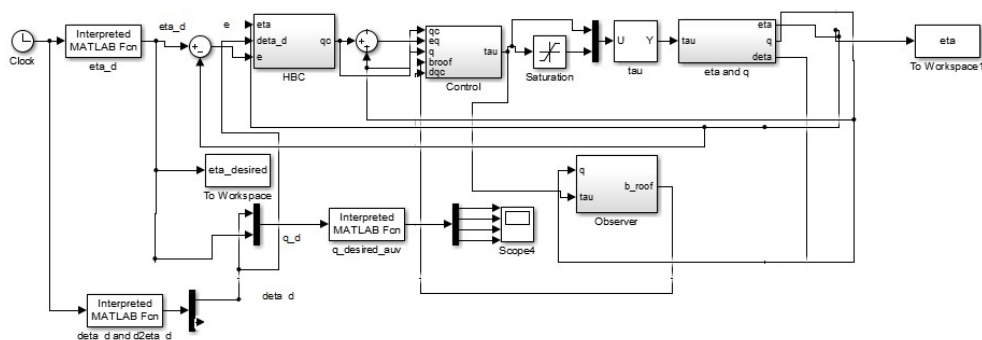 Clock
Interpreted
MATLAB Fcn
eta_d
eta_d
e
eta
deta_d
e
qc
HBC
qc
eq
q
broof
dqc
tau
Control
Saturation
U
Y
tau
tau
eta
q
deta
eta and q
eta
To Workspace1
eta_desired
To Workspace
q_d
Interpreted
MATLAB Fcn
q_desired_auv
Scope4
q
tau
b_roof
Observer
Interpreted
MATLAB Fcn
deta_d and d2eta_d
deta_d